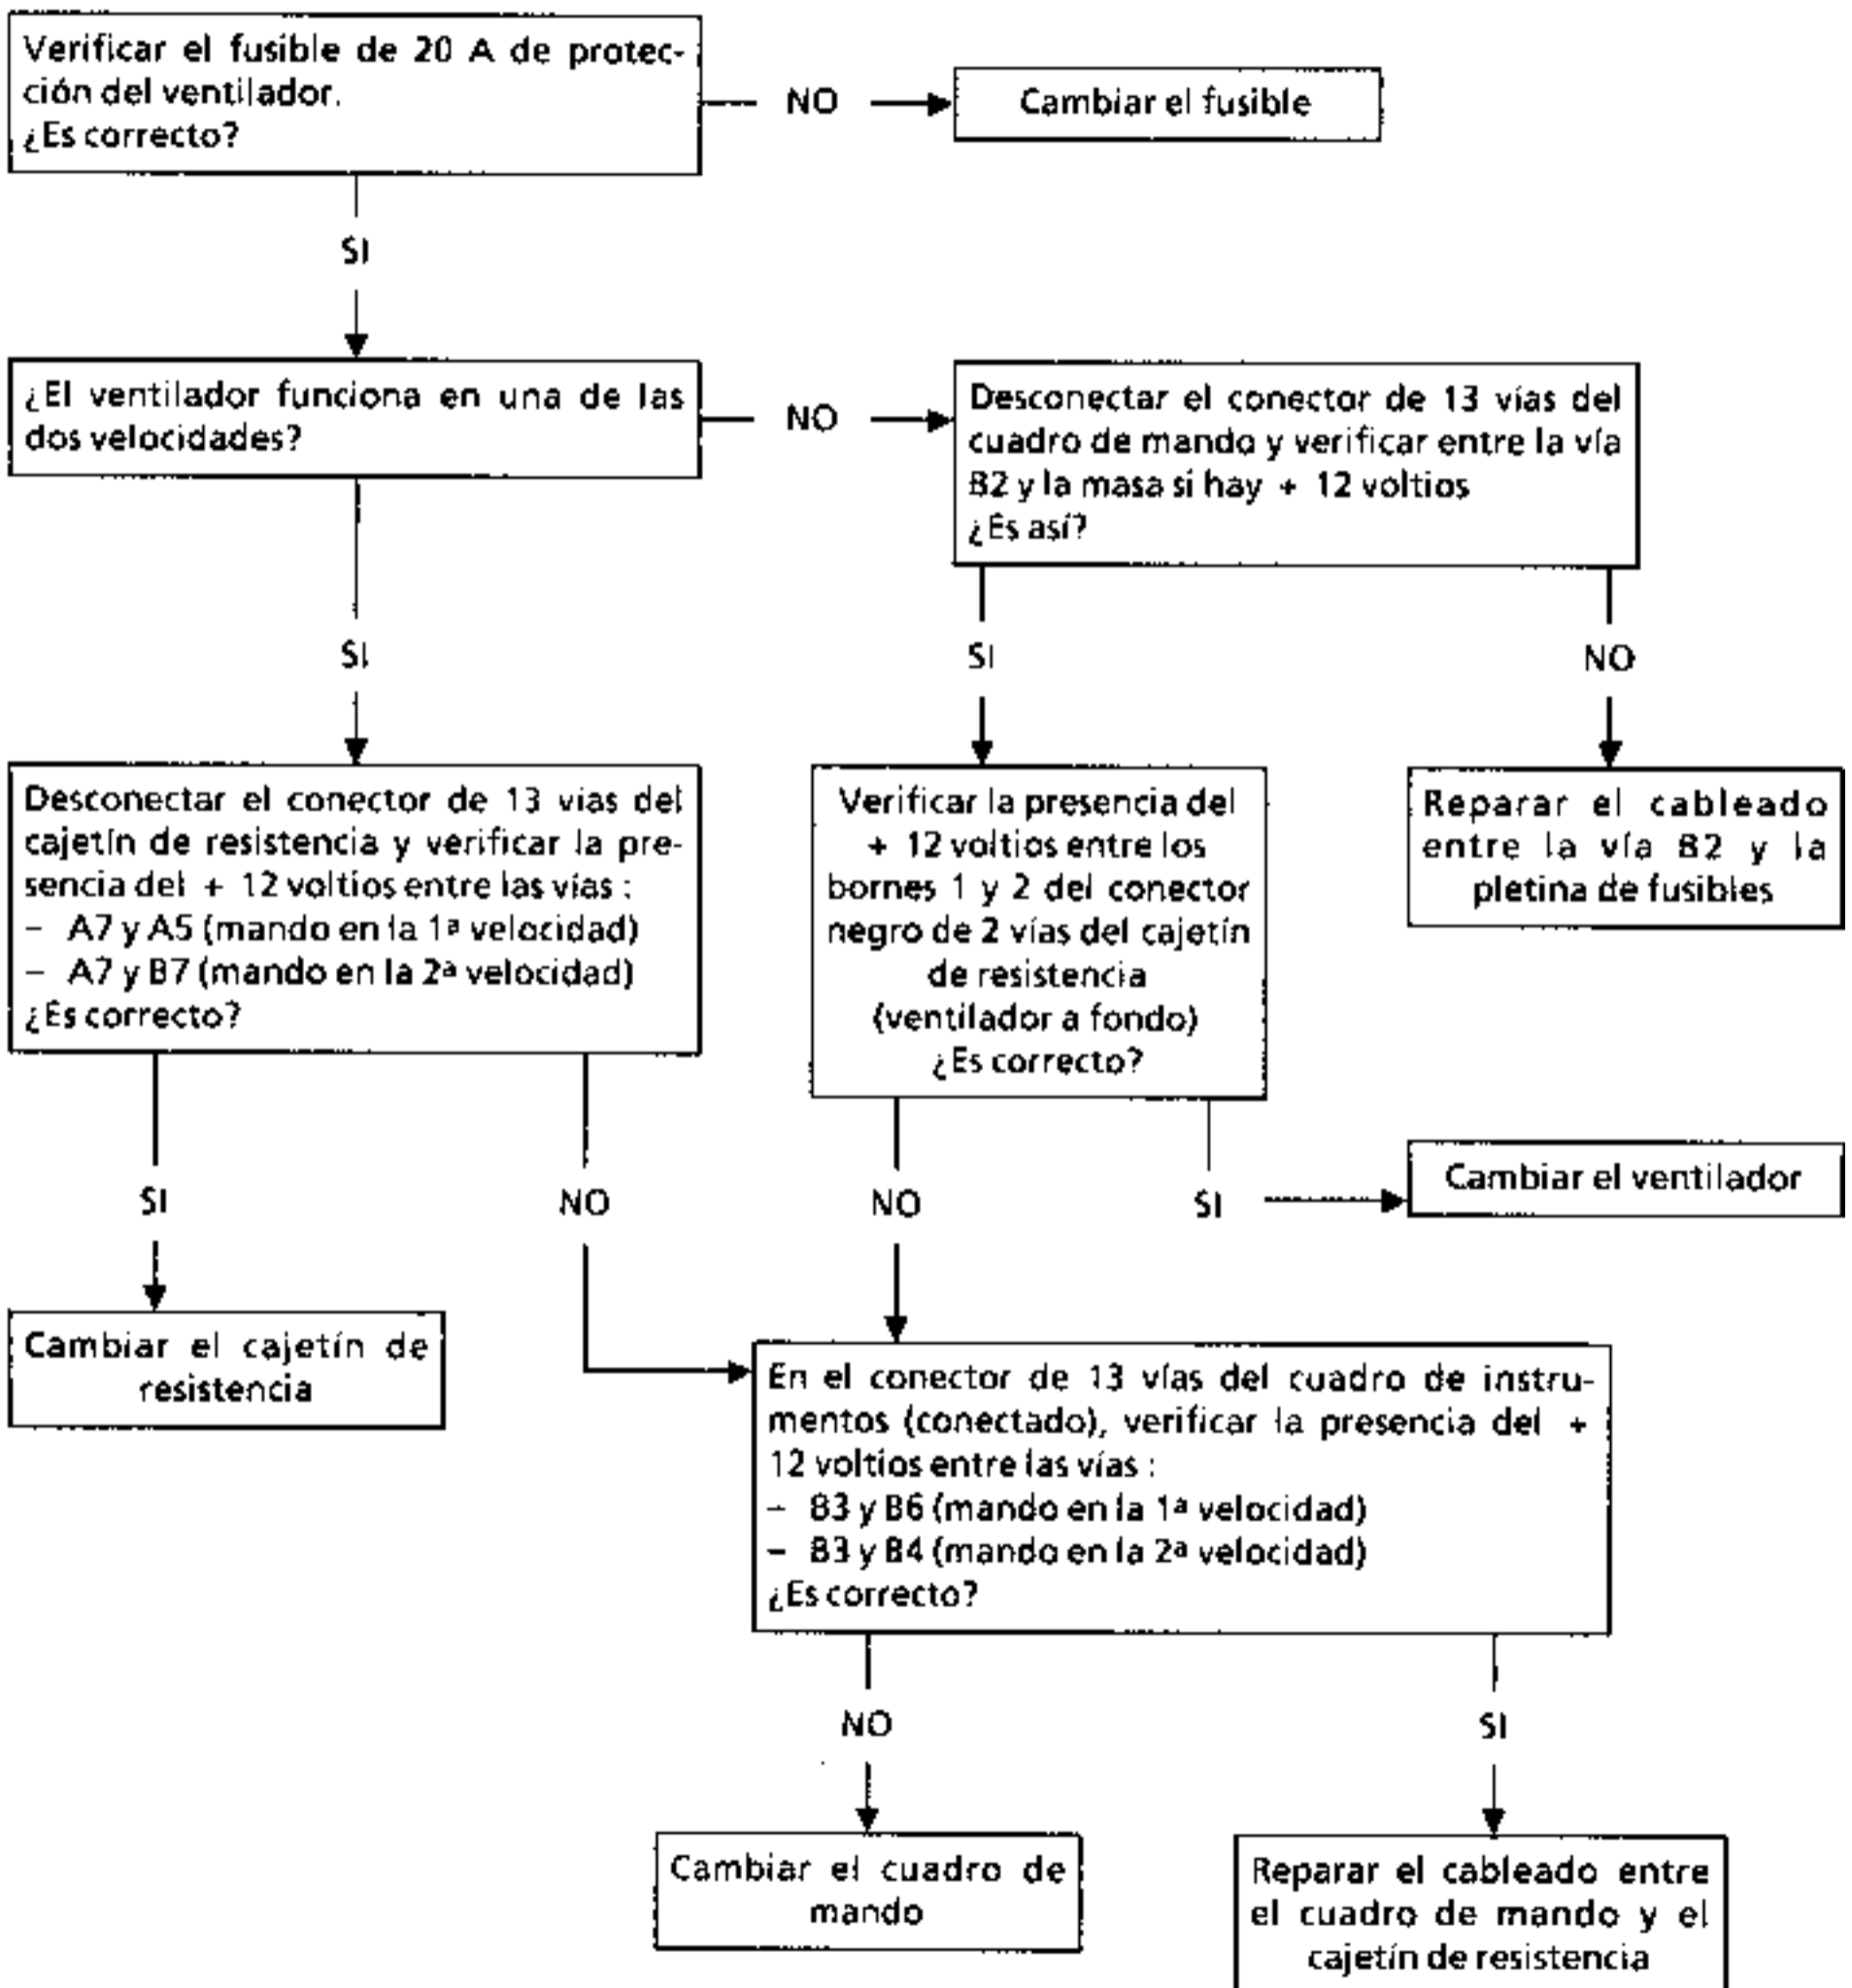 Verificar el fusible de 20 A de protec-
ción del ventilador.
¿Es correcto?
NO
Cambiar el fusible
SI
¿El ventilador funciona en una de las
dos velocidades?
NO
Desconectar el conector de 13 vías del
cuadro de mando y verificar entre la vía
B2 y la masa si hay + 12 voltios
¿Es así?
SI
SI
NO
Desconectar el conector de 13 vias del
cajetín de resistencia y verificar la pre-
sencia del + 12 voltios entre las vías :
– A7 y A5 (mando en la 1ª velocidad)
– A7 y B7 (mando en la 2ª velocidad)
¿Es correcto?
Verificar la presencia del
+ 12 voltios entre los
bornes 1 y 2 del conector
negro de 2 vías del cajetín
de resistencia
(ventilador a fondo)
¿Es correcto?
Reparar el cableado
entre la vía B2 y la
pletina de fusibles
SI
NO
NO
SI
Cambiar el ventilador
Cambiar el cajetín de
resistencia
En el conector de 13 vías del cuadro de instru-
mentos (conectado), verificar la presencia del +
12 voltios entre las vías :
– B3 y B6 (mando en la 1ª velocidad)
– B3 y B4 (mando en la 2ª velocidad)
¿Es correcto?
NO
SI
Cambiar el cuadro de
mando
Reparar el cableado entre
el cuadro de mando y el
cajetín de resistencia